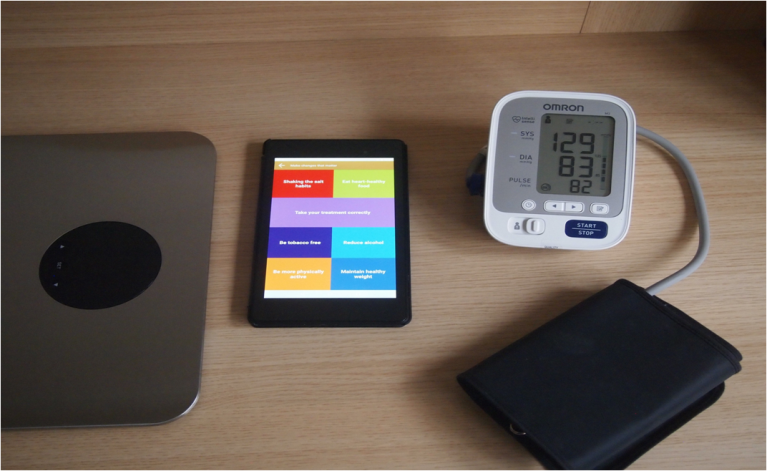 Shaking the salt
habits
Eat heart healthy
food
Take your treatment correctly
Be tobacco free
Reduce alcohol
Be more physically
active
Maintain healthy
weight
OMRON
SYS
129
DIA
83
PULSE
82
START
STOP